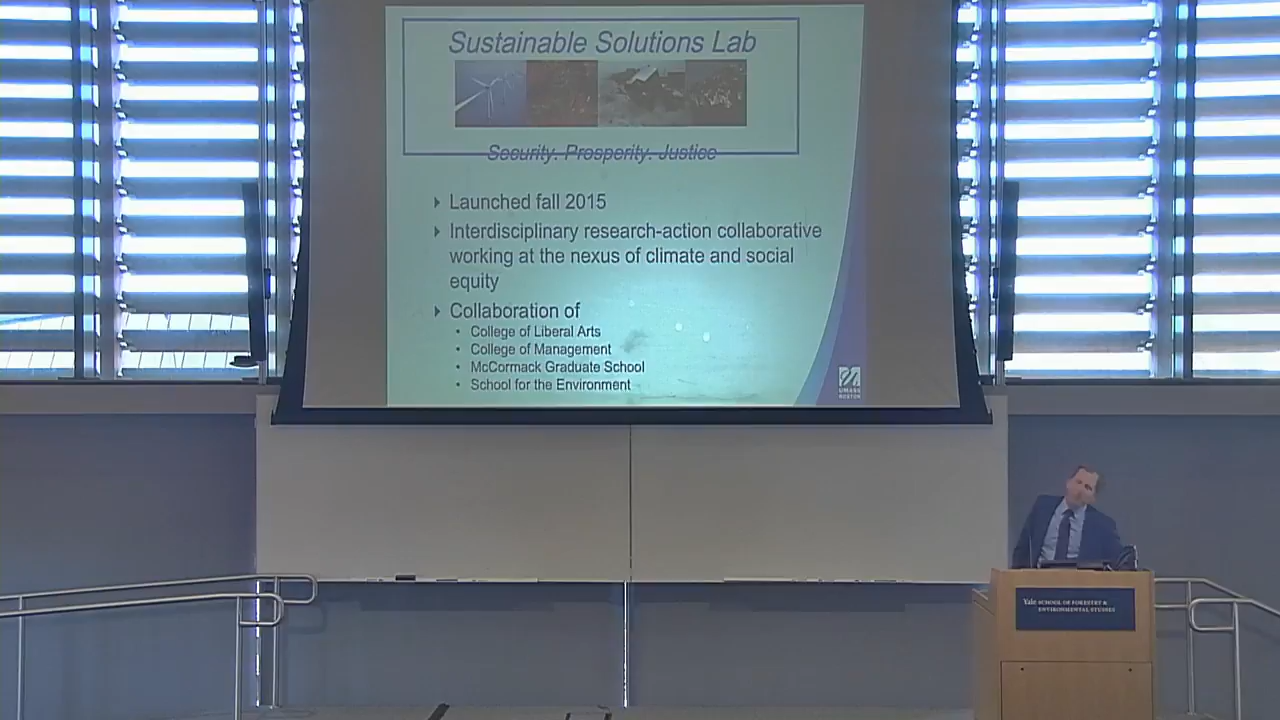 Sustainable Solutions Lab
Security. Prosperity. Justice
Launched fall 2015
Interdisciplinary research-action collaborative
working at the nexus of climate and social
equity
Collaboration of
College of Liberal Arts
College of Management
McCormack Graduate School
School for the Environment
UMASS
BOSTON
Yale SCHOOL OF FORESTRY &
ENVIRONMENTAL STUDIES